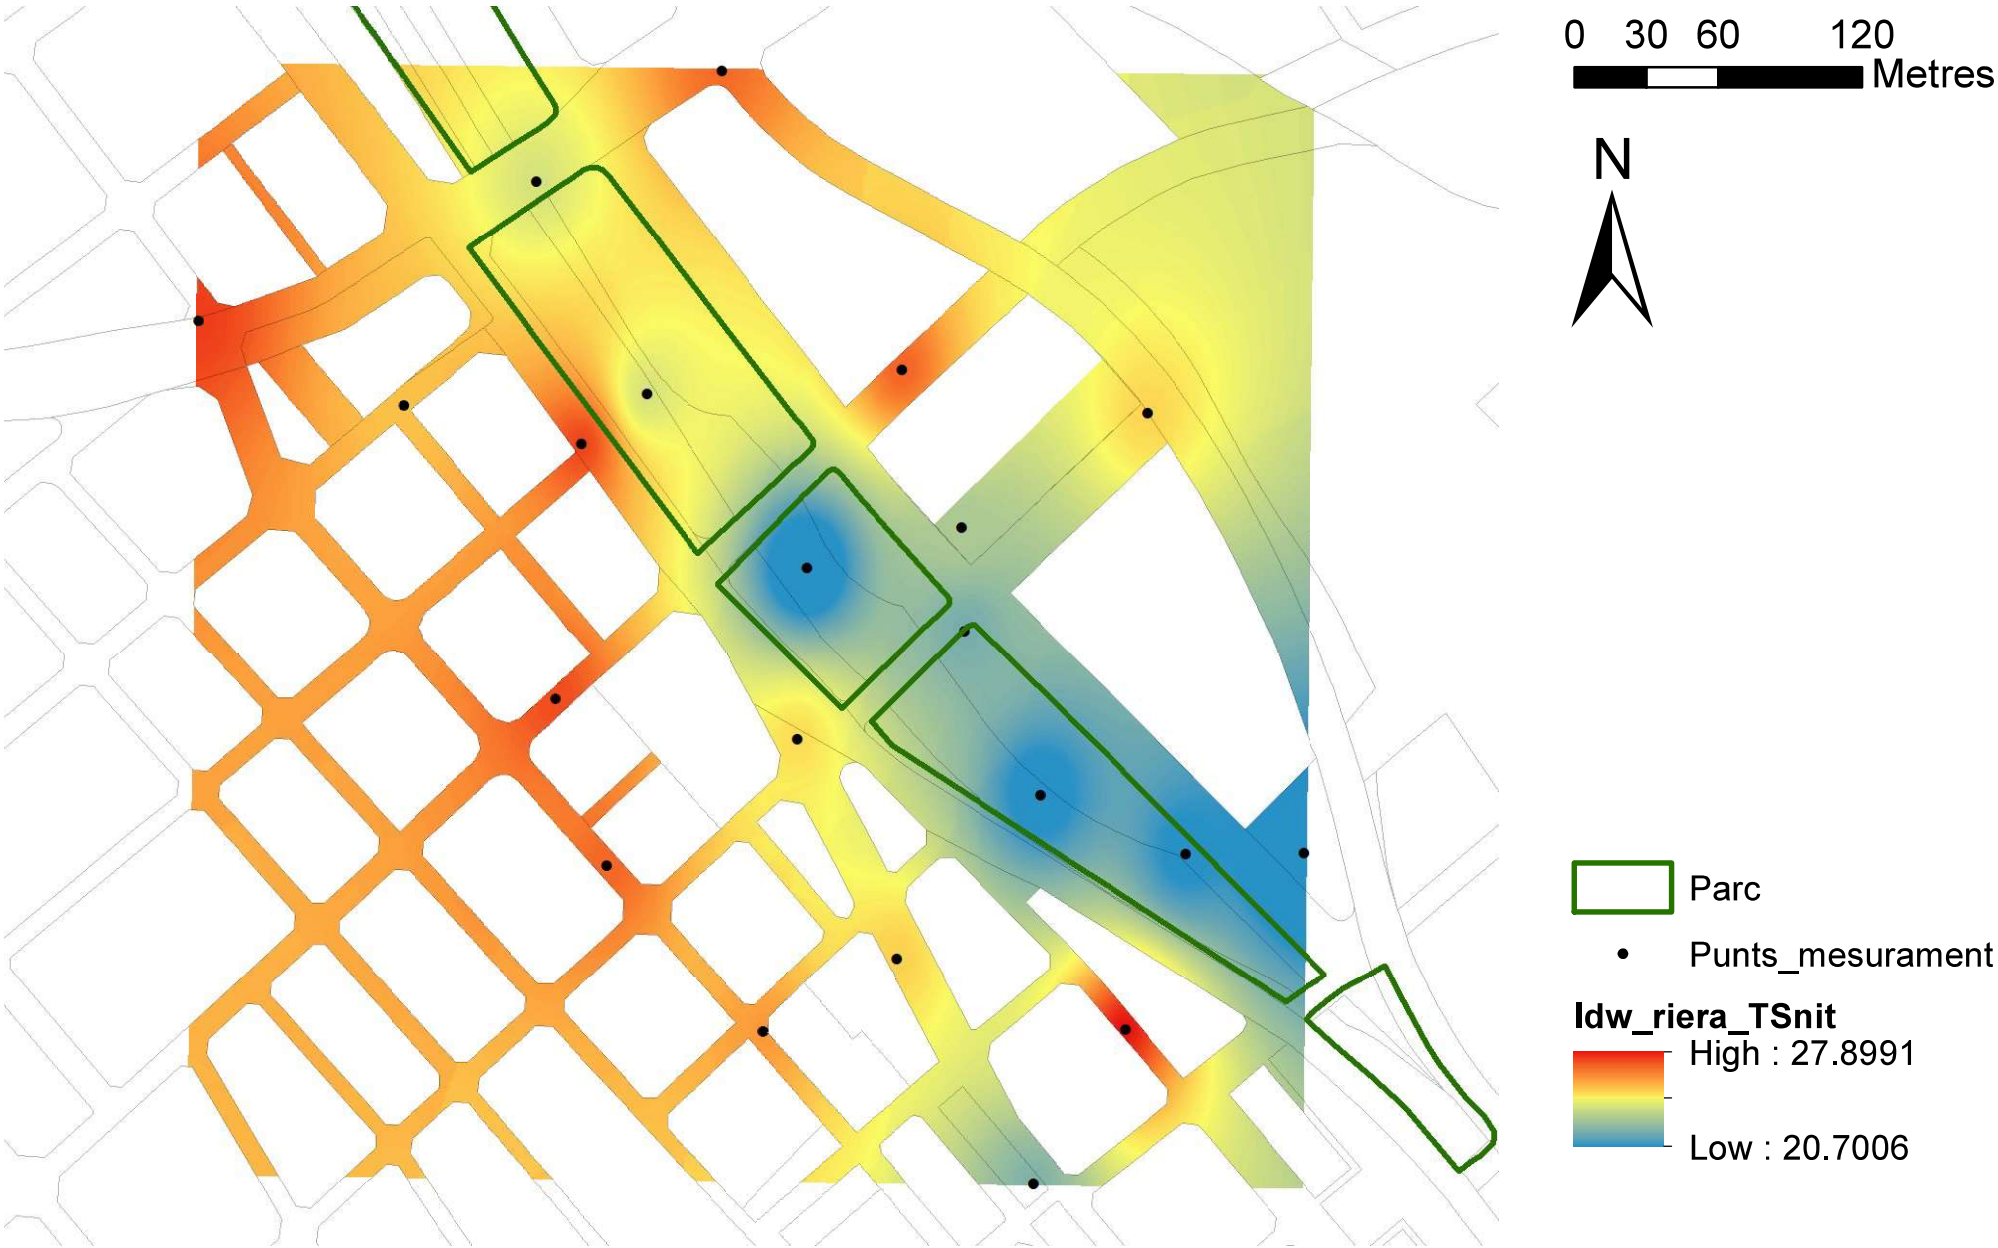 0 30 60 120
Metres
N
Parc
Punts_mesurament
Idw_riera_TSnit
High : 27.8991
Low : 20.7006